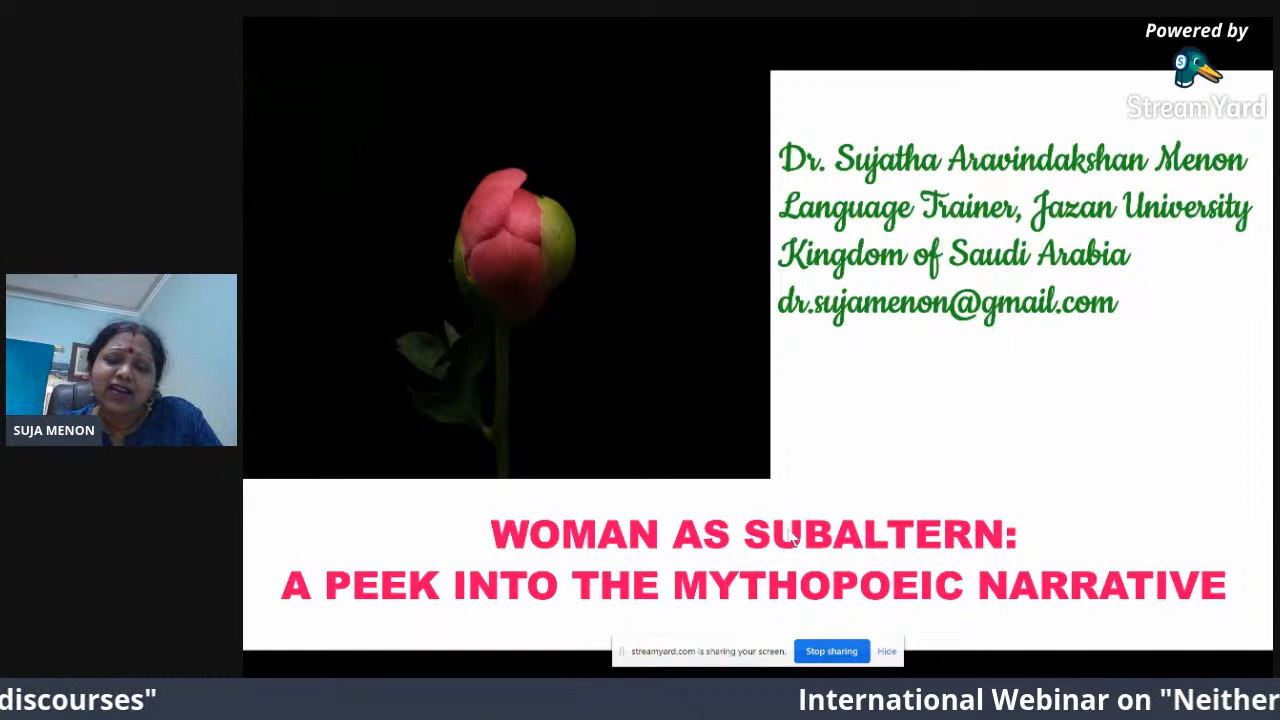 Powered by
StreamYard
Dr. Sujatha Aravindakshan Menon
Language Trainer, Jazan University
Kingdom of Saudi Arabia
dr.sujamenon@gmail.com
SUJA MENON
WOMAN AS SUBALTERN:
A PEEK INTO THE MYTHOPOEIC NARRATIVE
streamyard.com is sharing your screen. Stop sharing Hide
discourses" International Webinar on "Neither